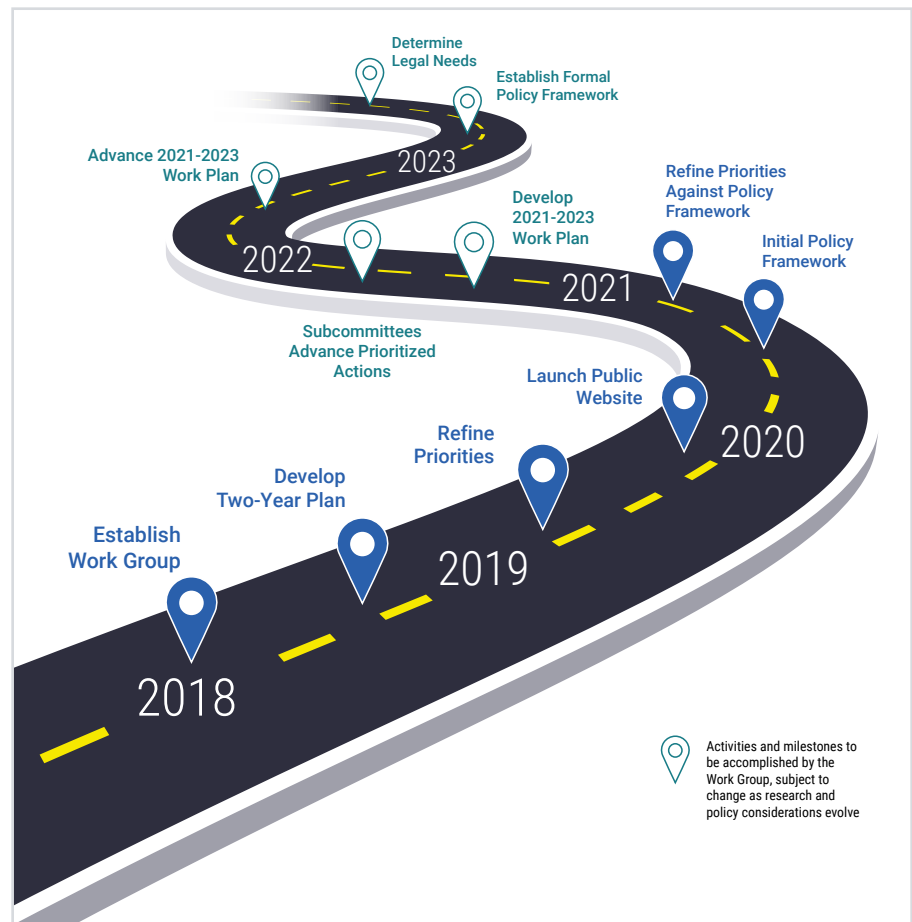 Determine
Legal Needs
Establish Formal
Policy Framework
2023
Advance 2021-2023
Work Plan
Refine Priorities
Against Policy
Framework
Develop
2021-2023
Work Plan
Initial Policy
Framework
2022
2021
Subcommittees
Advance Prioritized
Actions
Launch Public
Website
2020
Refine
Priorities
Develop
Two-Year Plan
Establish
Work Group
2019
2018
Activities and milestones to
be accomplished by the
Work Group, subject to
change as research and
policy considerations evolve